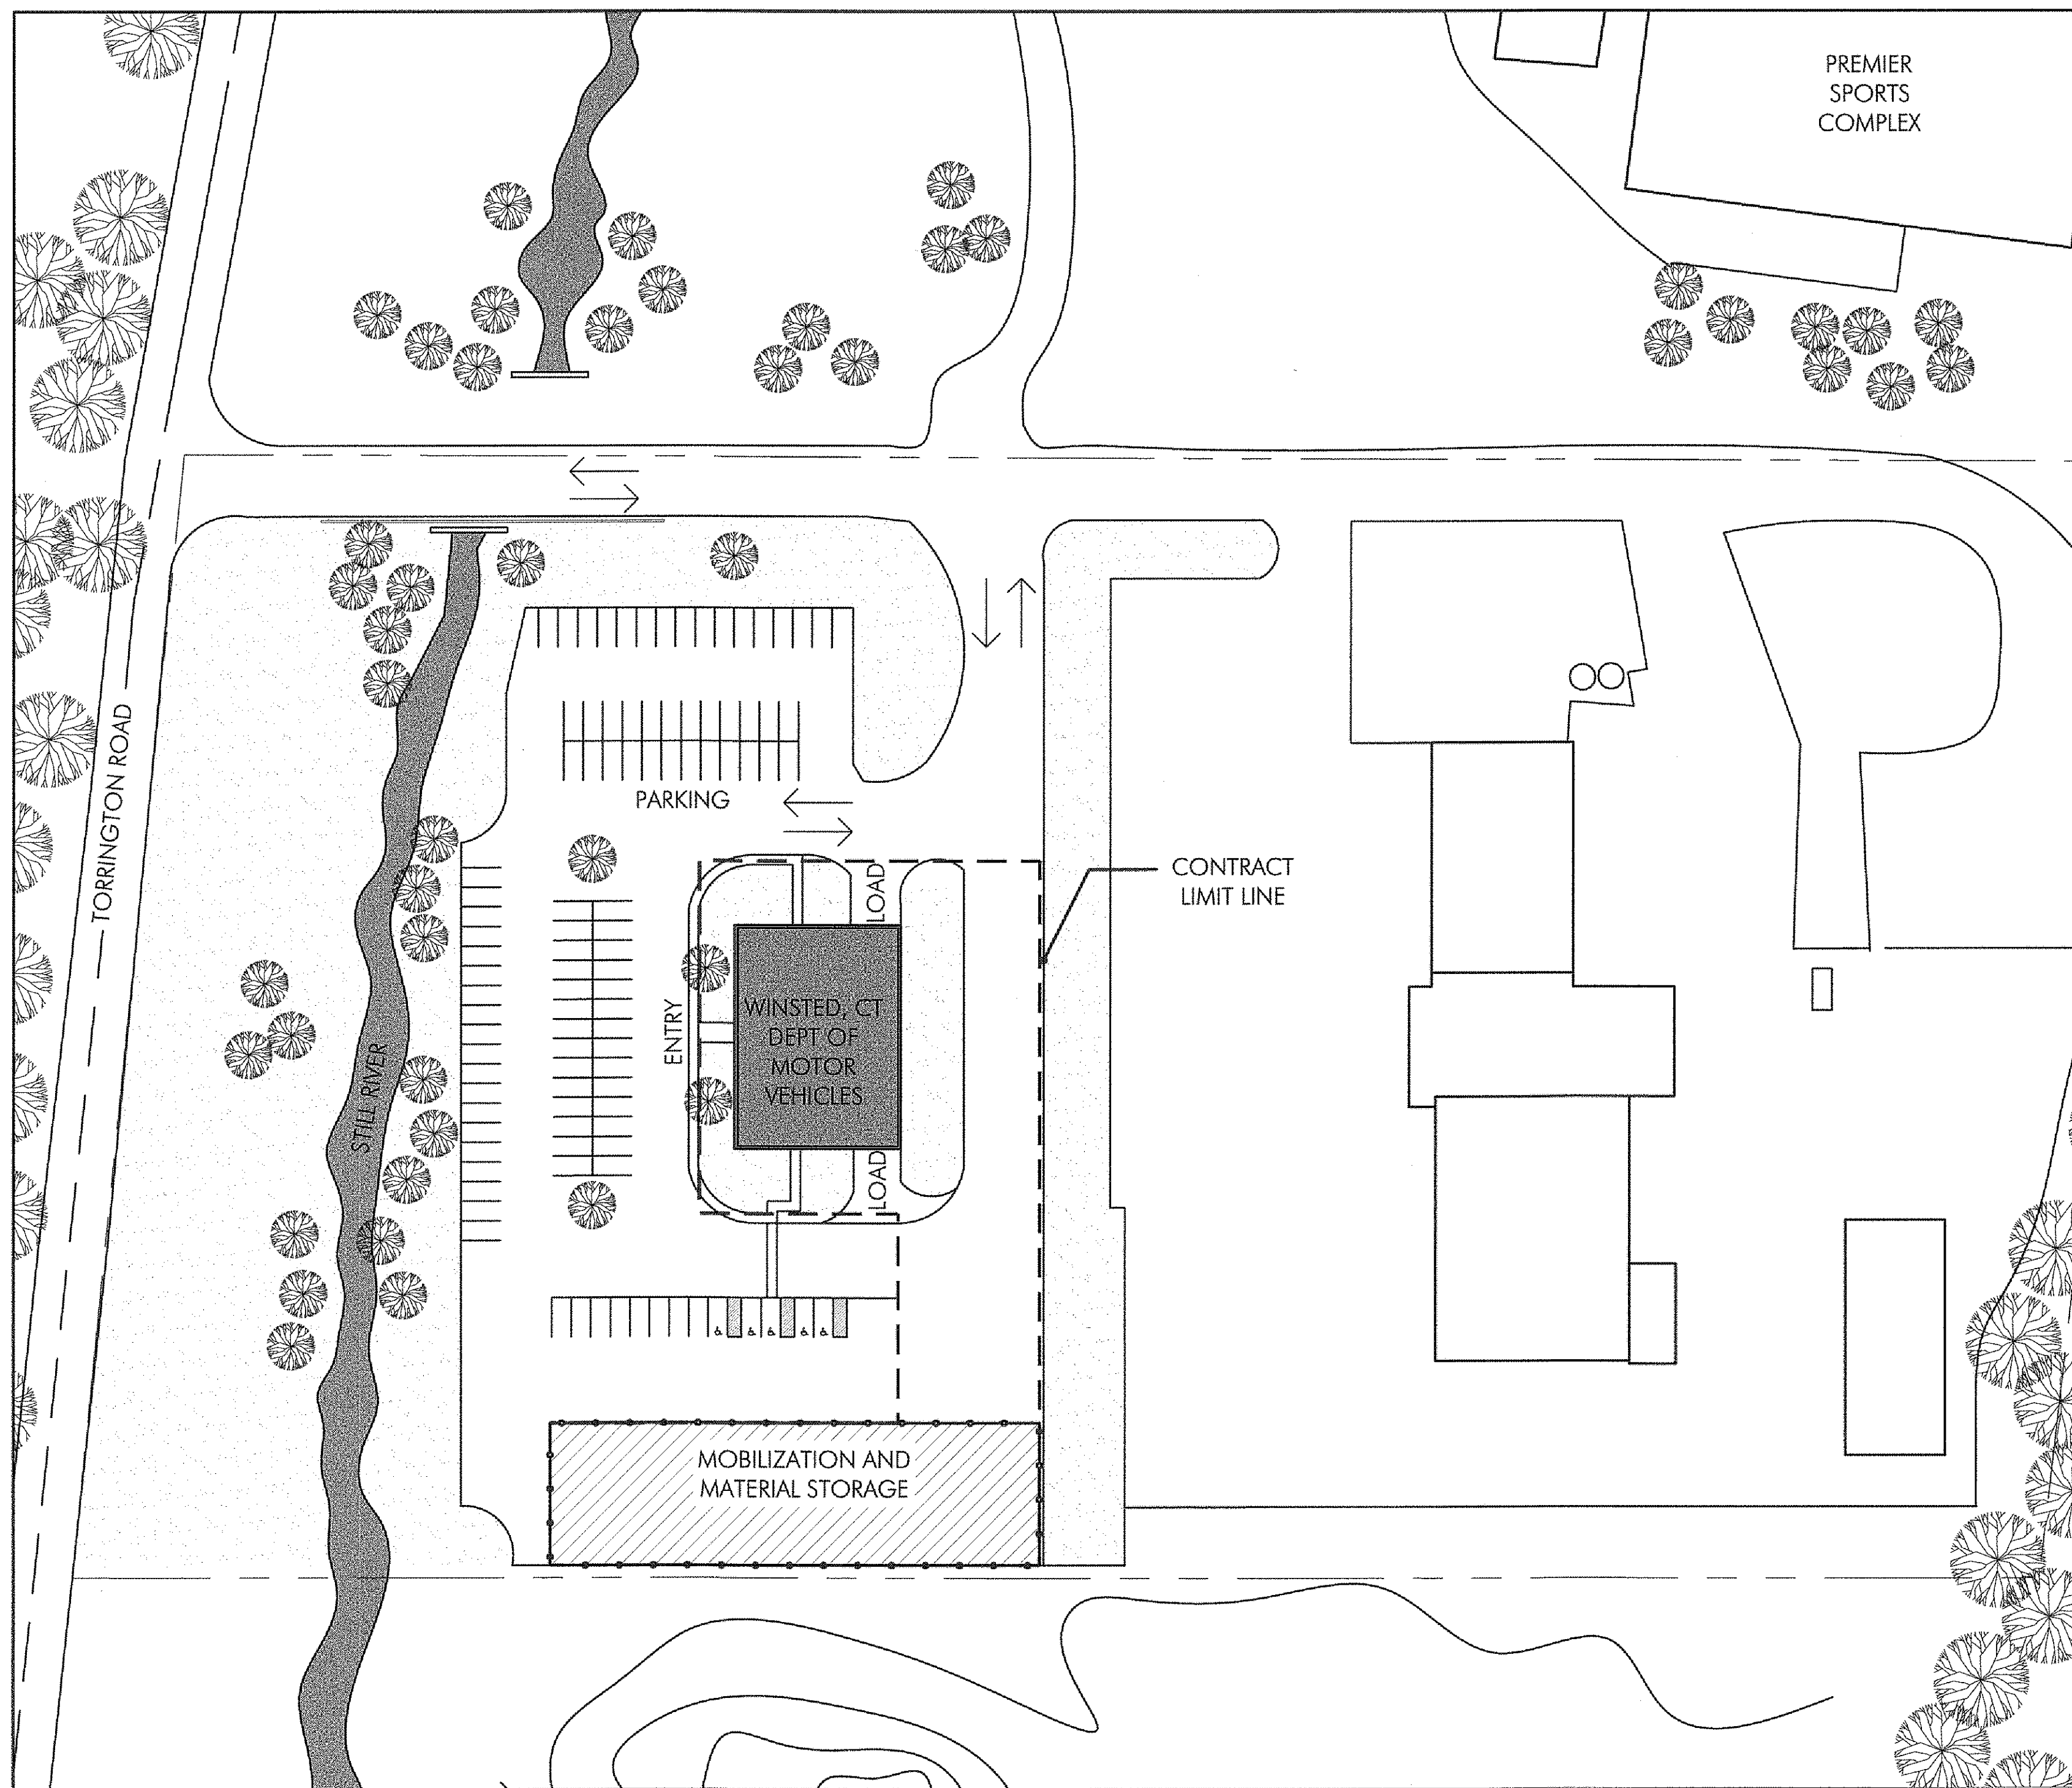 PREMIER
SPORTS
COMPLEX
TORRINGTON ROAD
PARKING
LOAD
CONTRACT
LIMIT LINE
ENTRY
WINSTED, CT
DEPT OF
MOTOR
VEHICLES
STILL RIVER
LOAD
MOBILIZATION AND
MATERIAL STORAGE